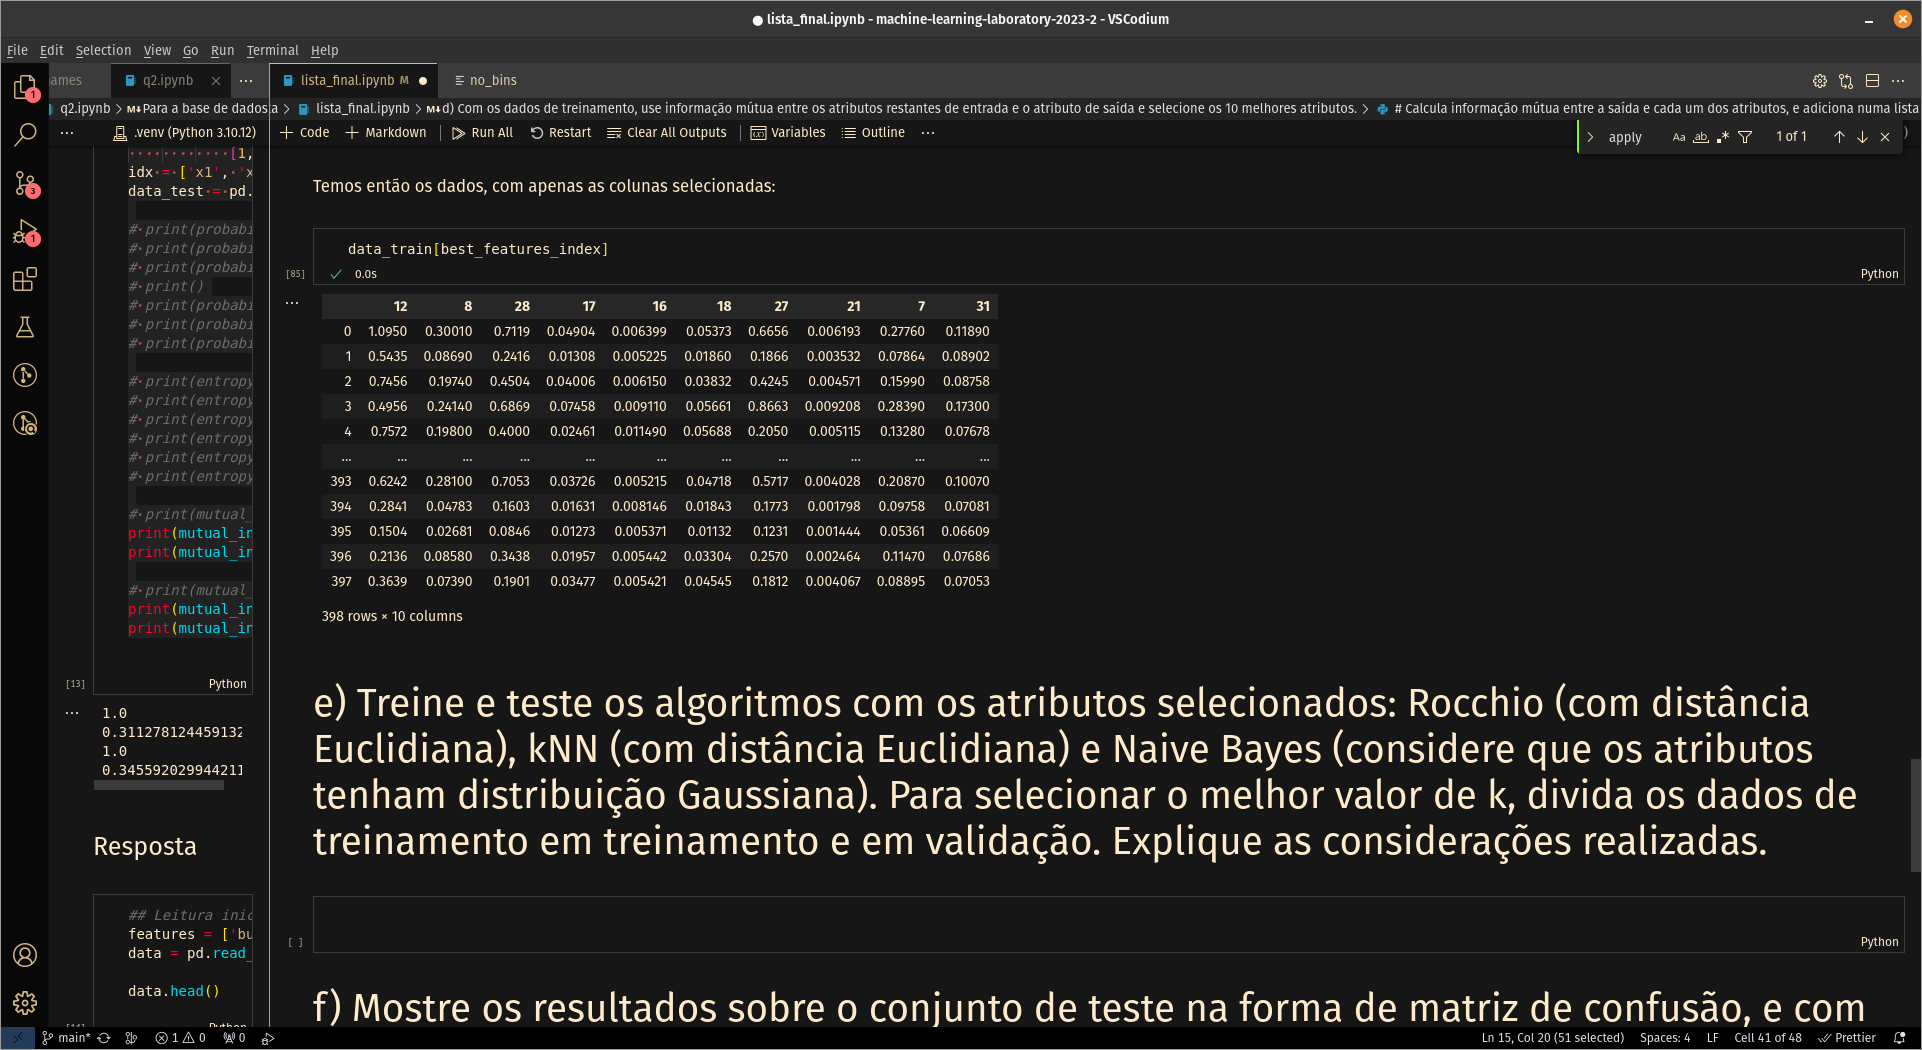 ● lista_final.ipynb - machine-learning-laboratory-2023-2 - VSCodium
File Edit Selection View Go Run Terminal Help
ames
q2.ipynb
lista_final.ipynb M
no_bins
q2.ipynb > M↓Para a base de dados a >
lista_final.ipynb > M↓d) Com os dados de treinamento, use informação mútua entre os atributos restantes de entrada e o atributo de saída e selecione os 10 melhores atributos. > # Calcula informação mútua entre a saída e cada um dos atributos, e adiciona numa lista
.venv (Python 3.10.12)
+ Code + Markdown Run All Restart Clear All Outputs Variables Outline ...
apply Aa ab 1 of 1
1
3
1
[1,
idx = ['x1', 'x
data_test = pd.
# print(probabi
# print(probabi
# print(probabi
# print()
# print(probabi
# print(probabi
# print(probabi
# print(entropy
# print(entropy
# print(entropy
# print(entropy
# print(entropy
# print(entropy
# print(mutual_
print(mutual_in
print(mutual_in
# print(mutual_
print(mutual_in
print(mutual_in
[13]
Python
1.0
0.311278124459132
1.0
0.345592029944211
Resposta
## Leitura inic
features = ['bu
data = pd.read_
data.head()
Temos então os dados, com apenas as colunas selecionadas:
data_train[best_features_index]
[85] ✓ 0.0s Python
12 8 28 17 16 18 27 21 7 31
0 1.0950 0.30010 0.7119 0.04904 0.006399 0.05373 0.6656 0.006193 0.27760 0.11890
1 0.5435 0.08690 0.2416 0.01308 0.005225 0.01860 0.1866 0.003532 0.07864 0.08902
2 0.7456 0.19740 0.4504 0.04006 0.006150 0.03832 0.4245 0.004571 0.15990 0.08758
3 0.4956 0.24140 0.6869 0.07458 0.009110 0.05661 0.8663 0.009208 0.28390 0.17300
4 0.7572 0.19800 0.4000 0.02461 0.011490 0.05688 0.2050 0.005115 0.13280 0.07678
... ... ... ... ... ... ... ... ... ... ...
393 0.6242 0.28100 0.7053 0.03726 0.005215 0.04718 0.5717 0.004028 0.20870 0.10070
394 0.2841 0.04783 0.1603 0.01631 0.008146 0.01843 0.1773 0.001798 0.09758 0.07081
395 0.1504 0.02681 0.0846 0.01273 0.005371 0.01132 0.1231 0.001444 0.05361 0.06609
396 0.2136 0.08580 0.3438 0.01957 0.005442 0.03304 0.2570 0.002464 0.11470 0.07686
397 0.3639 0.07390 0.1901 0.03477 0.005421 0.04545 0.1812 0.004067 0.08895 0.07053
398 rows × 10 columns
e) Treine e teste os algoritmos com os atributos selecionados: Rocchio (com distância
Euclidiana), kNN (com distância Euclidiana) e Naive Bayes (considere que os atributos
tenham distribuição Gaussiana). Para selecionar o melhor valor de k, divida os dados de
treinamento em treinamento e em validação. Explique as considerações realizadas.
[ ] Python
f) Mostre os resultados sobre o conjunto de teste na forma de matriz de confusão, e com
main* 1 0 0
Ln 15, Col 20 (51 selected) Spaces: 4 LF Cell 41 of 48 Prettier